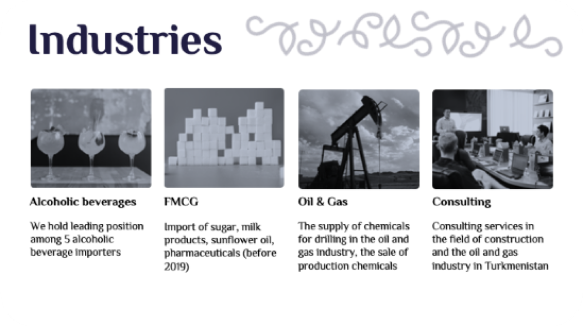 Industries
Alcoholic beverages
We hold leading position
among 5 alcoholic
beverage importers
FMCG
Import of sugar, milk
products, sunflower oil,
pharmaceuticals (before
2019)
Oil & Gas
The supply of chemicals
for drilling in the oil and
gas industry, the sale of
production chemicals
Consulting
Consulting services in
the field of construction
and the oil and gas
industry in Turkmenistan